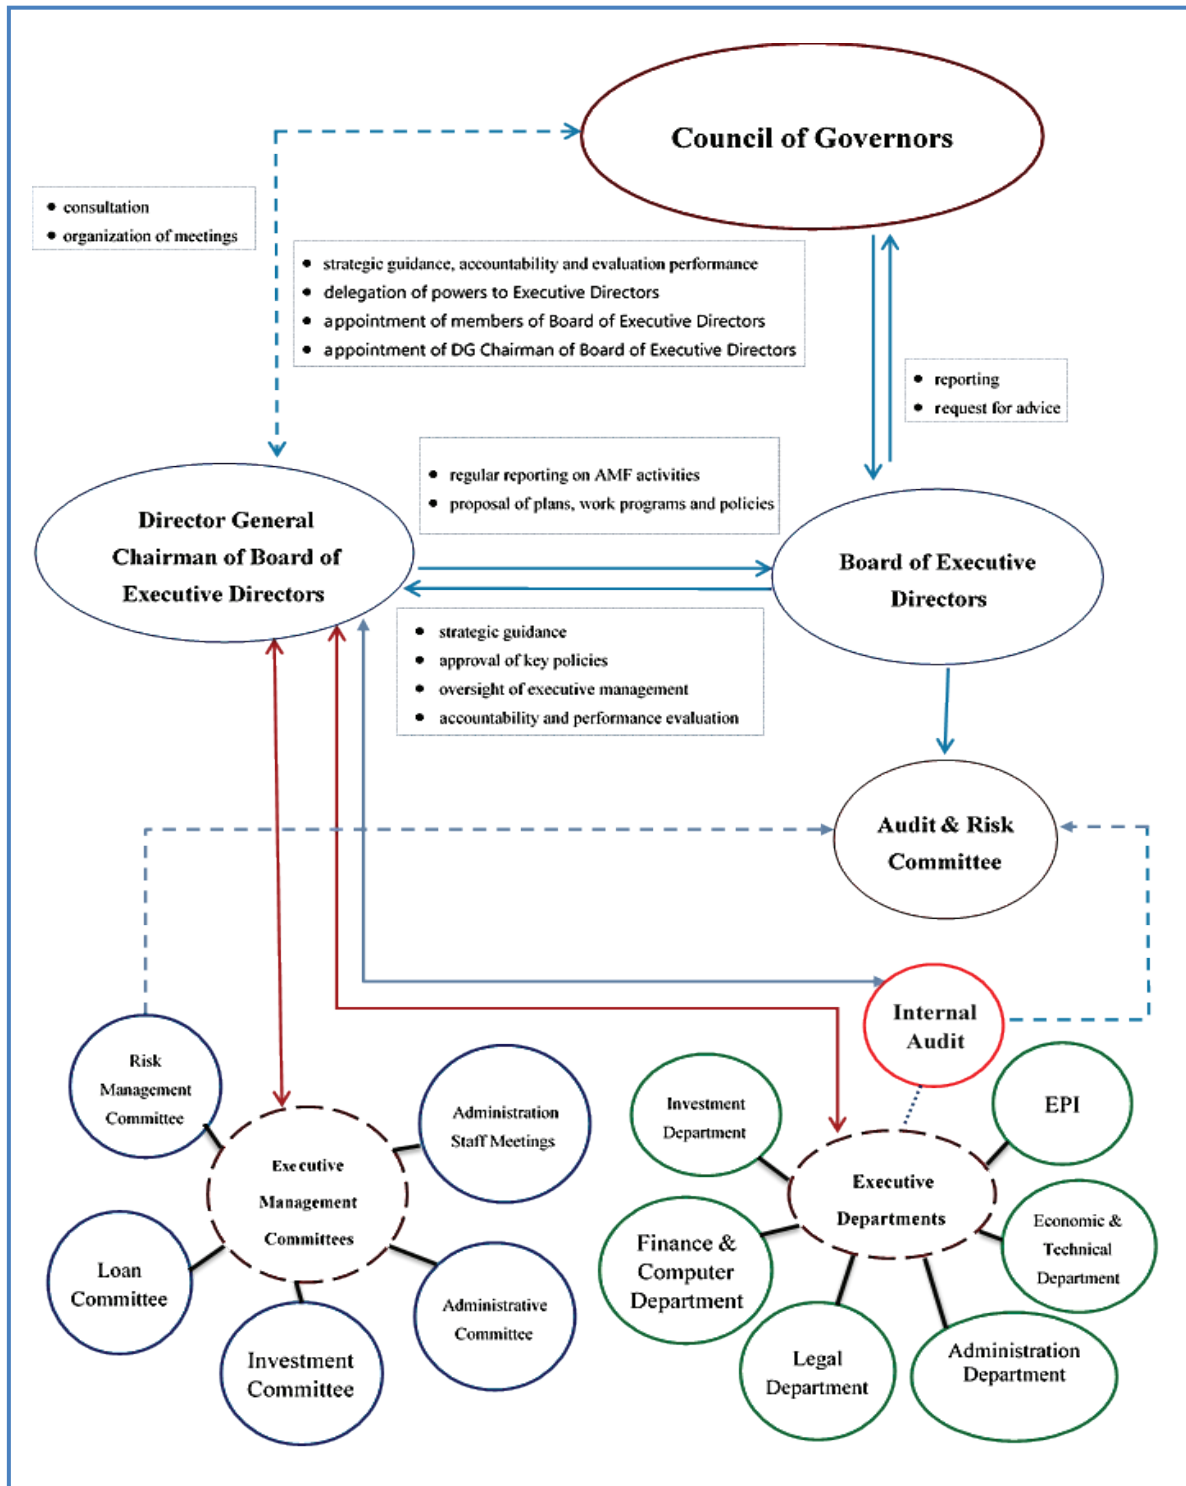 Council of Governors
• consultation
• organization of meetings
• strategic guidance, accountability and evaluation performance
• delegation of powers to Executive Directors
• appointment of members of Board of Executive Directors
• appointment of DG Chairman of Board of Executive Directors
• reporting
• request for advice
• regular reporting on AMF activities
• proposal of plans, work programs and policies
Director General
Chairman of Board of
Executive Directors
Board of Executive
Directors
• strategic guidance
• approval of key policies
• oversight of executive management
• accountability and performance evaluation
Audit & Risk
Committee
Internal
Audit
Risk
Management
Committee
Administration
Staff Meetings
Executive
Management
Committees
Loan
Committee
Investment
Committee
Administrative
Committee
Investment
Department
EPI
Executive
Departments
Finance &
Computer
Department
Economic &
Technical
Department
Legal
Department
Administration
Department